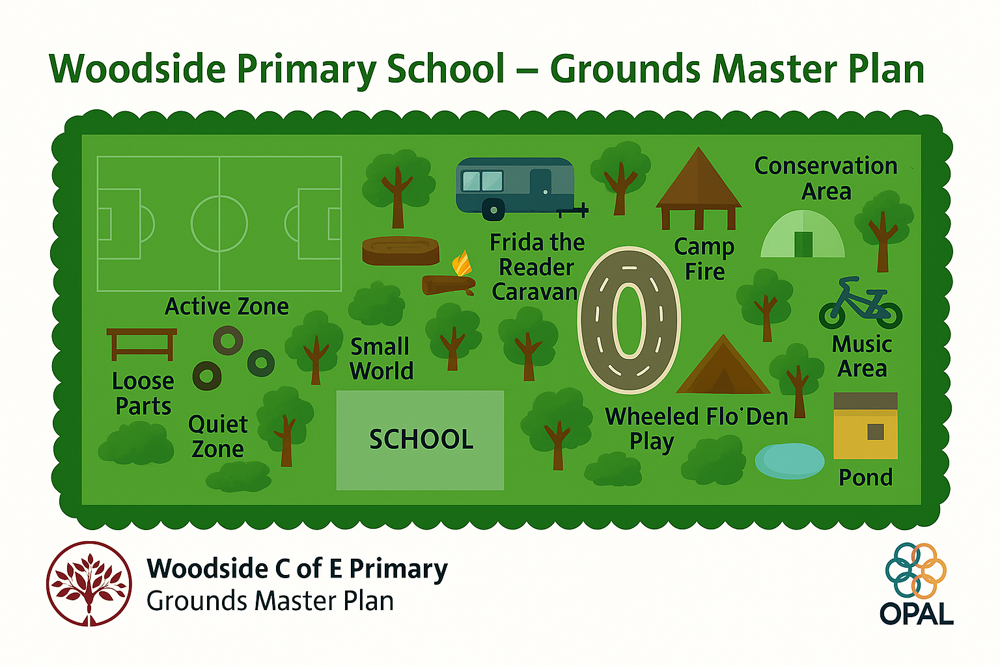 Woodside Primary School – Grounds Master Plan
Conservation
Area
Frida the
Reader
Caravan
Camp
Fire
Active Zone
Small
World
Music
Area
Loose
Parts
Quiet
Zone
SCHOOL
Wheeled Flo'Den
Play
Pond
Woodside C of E Primary
Grounds Master Plan
OPAL